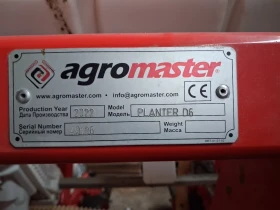 agromaster®
www.agromaster.com • info@agromaster.com
CE
Production Year
Дата Производства
2022
Model
Модель
PLANTER D6
Serial Number
Серийный номер
Weight
Масса